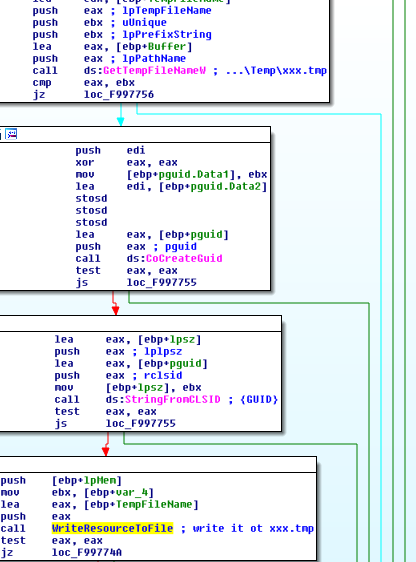 push eax ; lpTempFileName
push ebx ; uUnique
push ebx ; lpPrefixString
lea eax, [ebp+Buffer]
push eax ; lpPathName
call ds:GetTempFileNameW ; ...\Temp\xxx.tmp
cmp eax, ebx
jz loc_F997756
push edi
xor eax, eax
mov [ebp+pguid.Data1], ebx
lea edi, [ebp+pguid.Data2]
stosd
stosd
stosd
lea eax, [ebp+pguid]
push eax ; pguid
call ds:CoCreateGuid
test eax, eax
js loc_F997755
lea eax, [ebp+lpsz]
push eax ; lplpsz
lea eax, [ebp+pguid]
push eax ; rclsid
mov [ebp+lpsz], ebx
call ds:StringFromCLSID ; {GUID}
test eax, eax
js loc_F997755
push [ebp+lpMem]
mov ebx, [ebp+var_4]
lea eax, [ebp+TempFileName]
push eax
call WriteResourceToFile ; write it ot xxx.tmp
test eax, eax
jz loc_F99774A